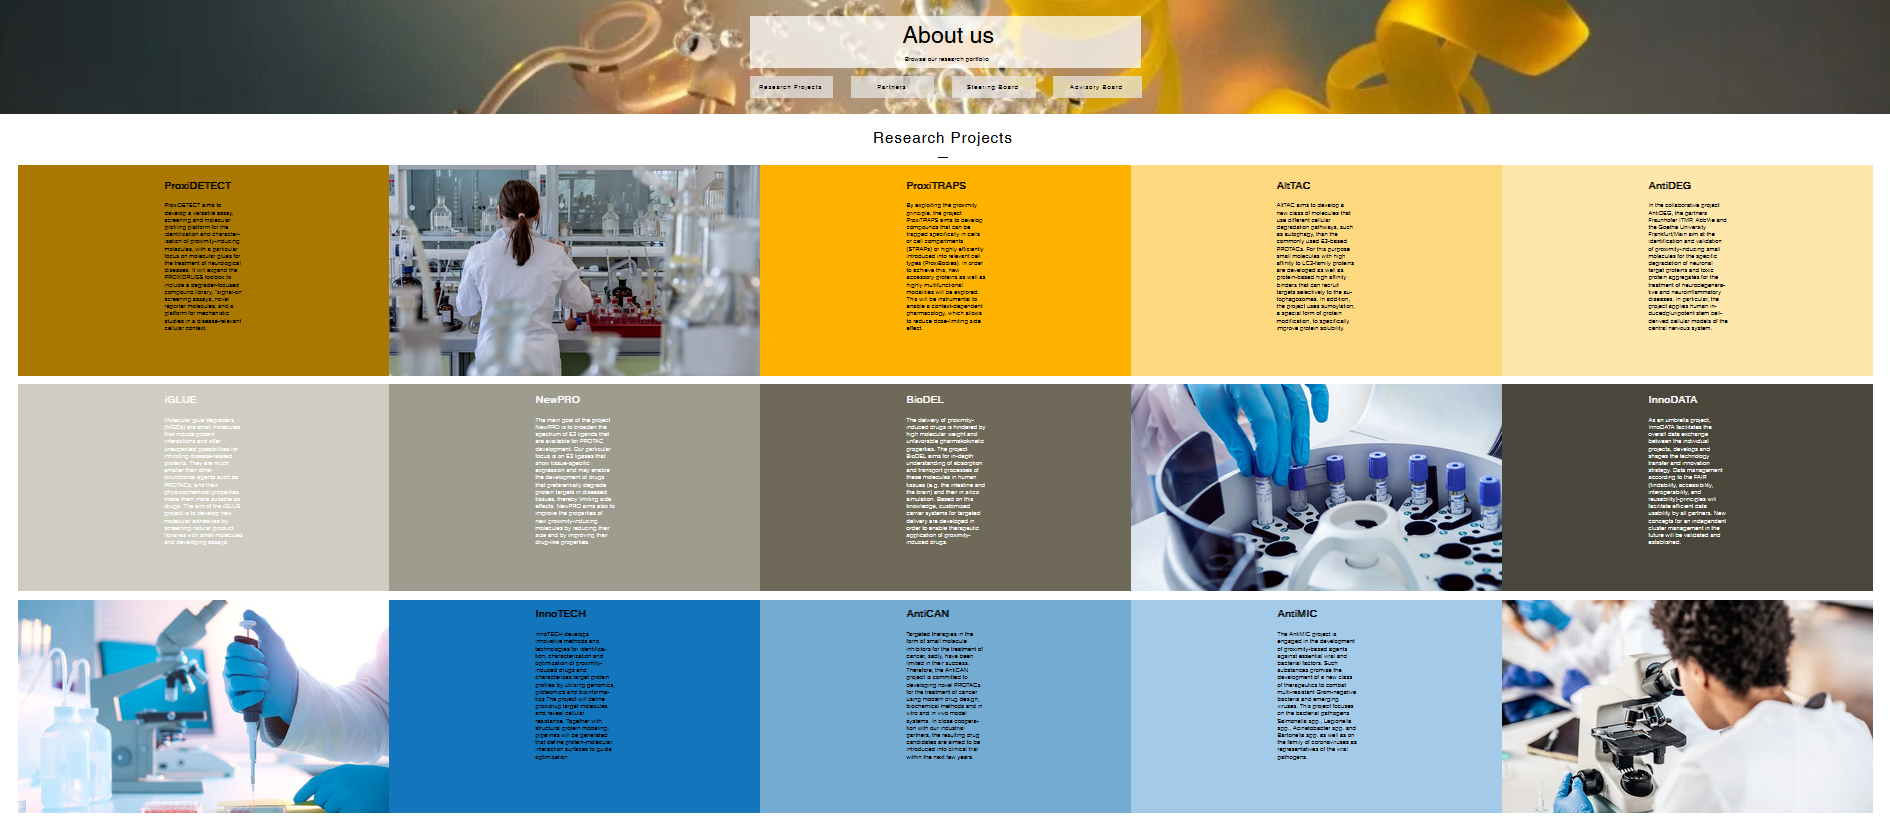 About us
Browse our research portfolio
Research Projects
Partners
Steering Board
Advisory Board
Research Projects
ProxiDETECT
ProxiDETECT aims to
develop a versatile assay,
screening and molecular
profiling platform for the
identification and character-
isation of proximity-inducing
molecules, with a particular
focus on molecular glues for
the treatment of neurological
diseases. It will expand the
PROXIDRUGS toolbox to
include a degrader-focused
compound library, "signal-on"
screening assays, novel
reporter molecules, and a
platform for mechanistic
studies in a disease-relevant
cellular context.
ProxiTRAPS
By exploiting the proximity
principle, the project
ProxiTRAPS aims to develop
compounds that can be
trapped specifically in cells
or cell compartments
(STRAPs) or highly efficiently
introduced into relevant cell
types (ProxiBodies). In order
to achieve this, new
accessory proteins as well as
highly multifunctional
modalities will be explored.
This will be instrumental to
enable a context-dependent
pharmacology, which allows
to reduce dose-limiting side
effect.
AltTAC
AltTAC aims to develop a
new class of molecules that
use different cellular
degradation pathways, such
as autophagy, than the
commonly used E3-based
PROTACs. For this purpose
small molecules with high
affinity to LC3-family proteins
are developed as well as
protein-based high affinity
binders that can recruit
targets selectively to the au-
tophagosomes. In addition,
the project uses sumoylation,
a special form of protein
modification, to specifically
improve protein solubility.
AntiDEG
In the collaborative project
AntiDEG, the partners
Fraunhofer ITMP, AbbVie and
the Goethe University
Frankfurt/Main aim at the
identification and validation
of proximity-inducing small
molecules for the specific
degradation of neuronal
target proteins and toxic
protein aggregates for the
treatment of neurodegenera-
tive and neuroinflammatory
diseases. In particular, the
project applies human in-
ducedpluripotent stem cell-
derived cellular models of the
central nervous system.
iGLUE
Molecular glue degraders
(MGDs) are small molecules
that induce protein
interactions and offer
unexpected possibilities for
inhibiting disease-related
proteins. They are much
smaller than other
bifunctional agents such as
PROTACs, and their
physicochemical properties
make them more suitable as
drugs. The aim of the iGLUE
project is to develop new
molecular adhesives by
screening natural product
libraries with small molecules
and developing assays.
NewPRO
The main goal of the project
NewPRO is to broaden the
spectrum of E3 ligands that
are available for PROTAC
development. Our particular
focus is on E3 ligases that
show tissue-specific
expression and may enable
the development of drugs
that preferentially degrade
protein targets in diseased
tissues, thereby limiting side
effects. NewPRO aims also to
improve the properties of
new proximity-inducing
molecules by reducing their
size and by improving their
drug-like properties.
BioDEL
The delivery of proximity-
induced drugs is hindered by
high molecular weight and
unfavorable pharmakokinetic
properties. The project
BioDEL aims for in-depth
understanding of absorption
and transport processes of
these molecules in human
tissues (e.g. the intestine and
the brain) and their in silico
simulation. Based on this
knowledge, customized
carrier systems for targeted
delivery are developed in
order to enable therapeutic
application of proximity-
induced drugs.
InnoDATA
As an umbrella project,
InnoDATA facilitates the
overall data exchange
between the individual
projects, develops and
shapes the technology
transfer and innovation
strategy. Data management
according to the FAIR
(findability, accessibility,
interoperability, and
reusability)-principles will
facilitate efficient data
usability by all partners. New
concepts for an independent
cluster management in the
future will be validated and
established.
InnoTECH
InnoTECH develops
innovative methods and
technologies for identifica-
tion, characterization and
optimization of proximity-
induced drugs and
characterizes target protein
profiles by utilising genomics,
proteomics and bioinforma-
tics The project will define
proxidrug target molecules
and reveal cellular
resistance. Together with
structural protein modeling,
pipelines will be generated
that define protein-molecular
interaction surfaces to guide
optimisation.
AntiCAN
Targeted therapies in the
form of small molecule
inhibitors for the treatment of
cancer, sadly, have been
limited in their success.
Therefore, the AntiCAN
project is committed to
developing novel PROTACs
for the treatment of cancer
using modern drug design,
biochemical methods and in
vitro and in vivo model
systems. In close coopera-
tion with our industrial
partners, the resulting drug
candidates are aimed to be
introduced into clinical trial
within the next few years.
AntiMIC
The AntiMIC project is
engaged in the development
of proximity-based agents
against essential viral and
bacterial factors. Such
substances promise the
development of a new class
of therapeutics to combat
multi-resistant Gram-negative
bacteria and emerging
viruses. This project focuses
on the bacterial pathogens
Salmonella spp., Legionella
spp., Acinetobacter spp. and
Bartonella spp. as well as on
the family of coronaviruses as
representatives of the viral
pathogens.